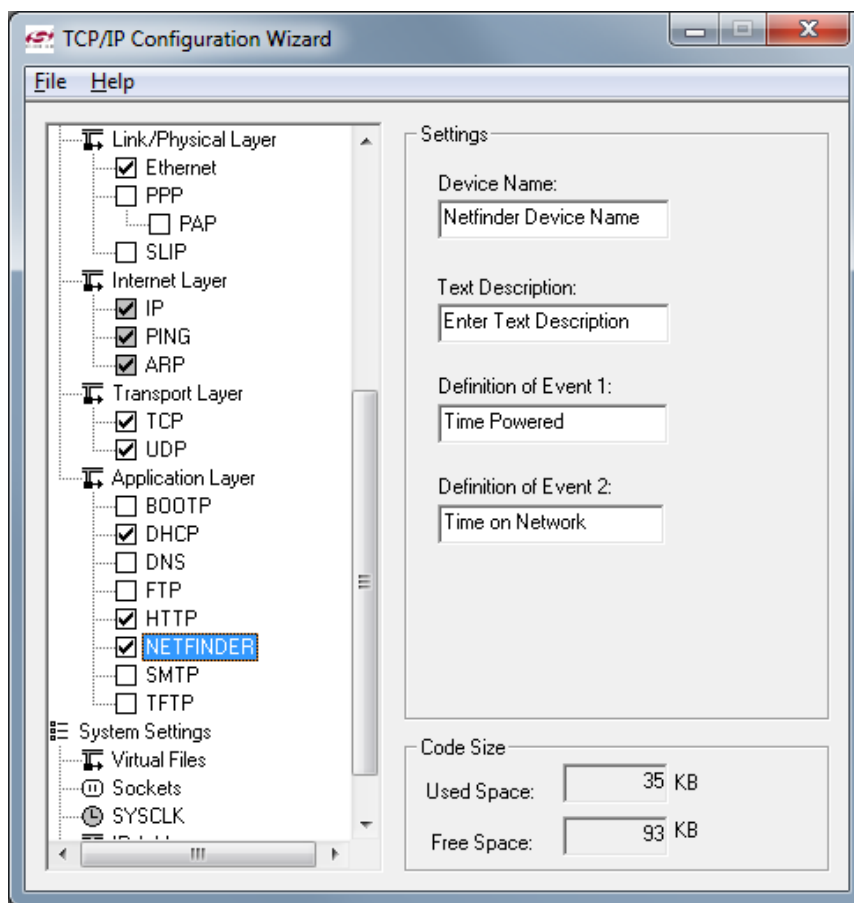 TCP/IP Configuration Wizard
File Help
Link/Physical Layer
Ethernet
PPP
PAP
SLIP
Internet Layer
IP
PING
ARP
Transport Layer
TCP
UDP
Application Layer
BOOTP
DHCP
DNS
FTP
HTTP
NETFINDER
SMTP
TFTP
System Settings
Virtual Files
Sockets
SYSCLK
Settings
Device Name:
Netfinder Device Name
Text Description:
Enter Text Description
Definition of Event 1:
Time Powered
Definition of Event 2:
Time on Network
Code Size
Used Space: 35 KB
Free Space: 93 KB